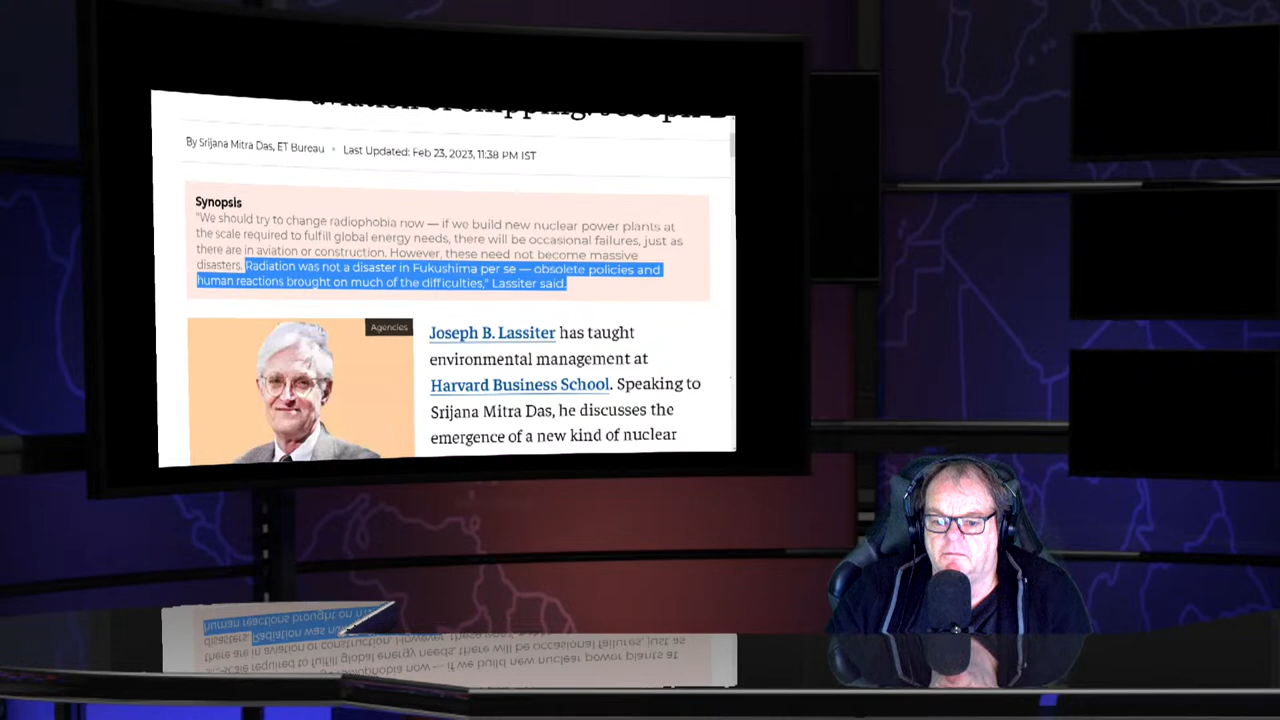 By Srijana Mitra Das, ET Bureau • Last Updated: Feb 23, 2023, 11:38 PM IST
Synopsis
"We should try to change radiophobia now — if we build new nuclear power plants at
the scale required to fulfill global energy needs, there will be occasional failures, just as
there are in aviation or construction. However, these need not become massive
disasters. Radiation was not a disaster in Fukushima per se — obsolete policies and
human reactions brought on much of the difficulties," Lassiter said.
Agencies
Joseph B. Lassiter has taught
environmental management at
Harvard Business School. Speaking to
Srijana Mitra Das, he discusses the
emergence of a new kind of nuclear